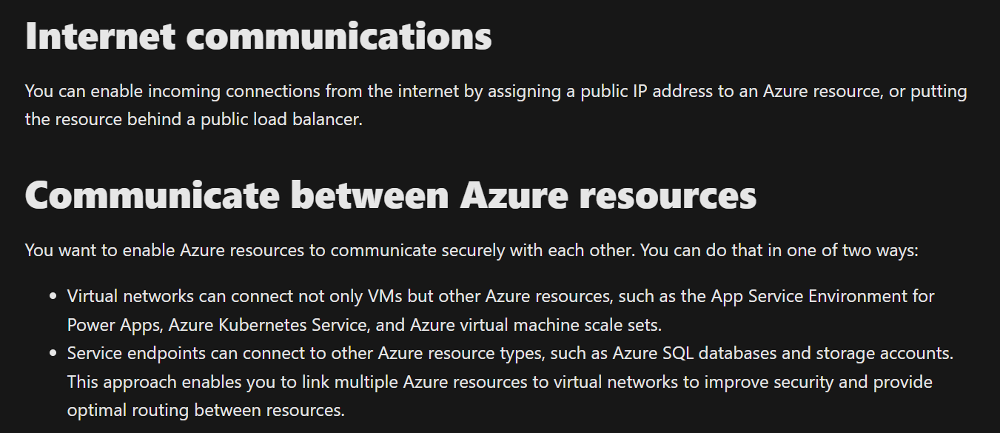 Internet communications
You can enable incoming connections from the internet by assigning a public IP address to an Azure resource, or putting
the resource behind a public load balancer.
Communicate between Azure resources
You want to enable Azure resources to communicate securely with each other. You can do that in one of two ways:
• Virtual networks can connect not only VMs but other Azure resources, such as the App Service Environment for
Power Apps, Azure Kubernetes Service, and Azure virtual machine scale sets.
• Service endpoints can connect to other Azure resource types, such as Azure SQL databases and storage accounts.
This approach enables you to link multiple Azure resources to virtual networks to improve security and provide
optimal routing between resources.